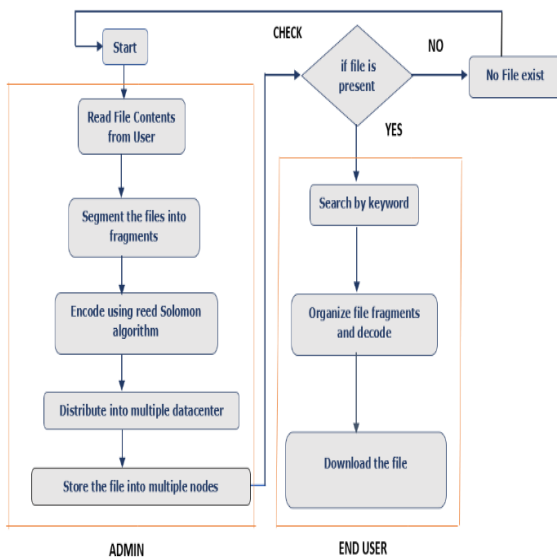 Start
Read File Contents
from User
Segment the files into
fragments
Encode using reed Solomon
algorithm
Distribute into multiple datacenter
Store the file into multiple nodes
ADMIN
CHECK
if file is
present
NO
No File exist
YES
Search by keyword
Organize file fragments
and decode
Download the file
END USER